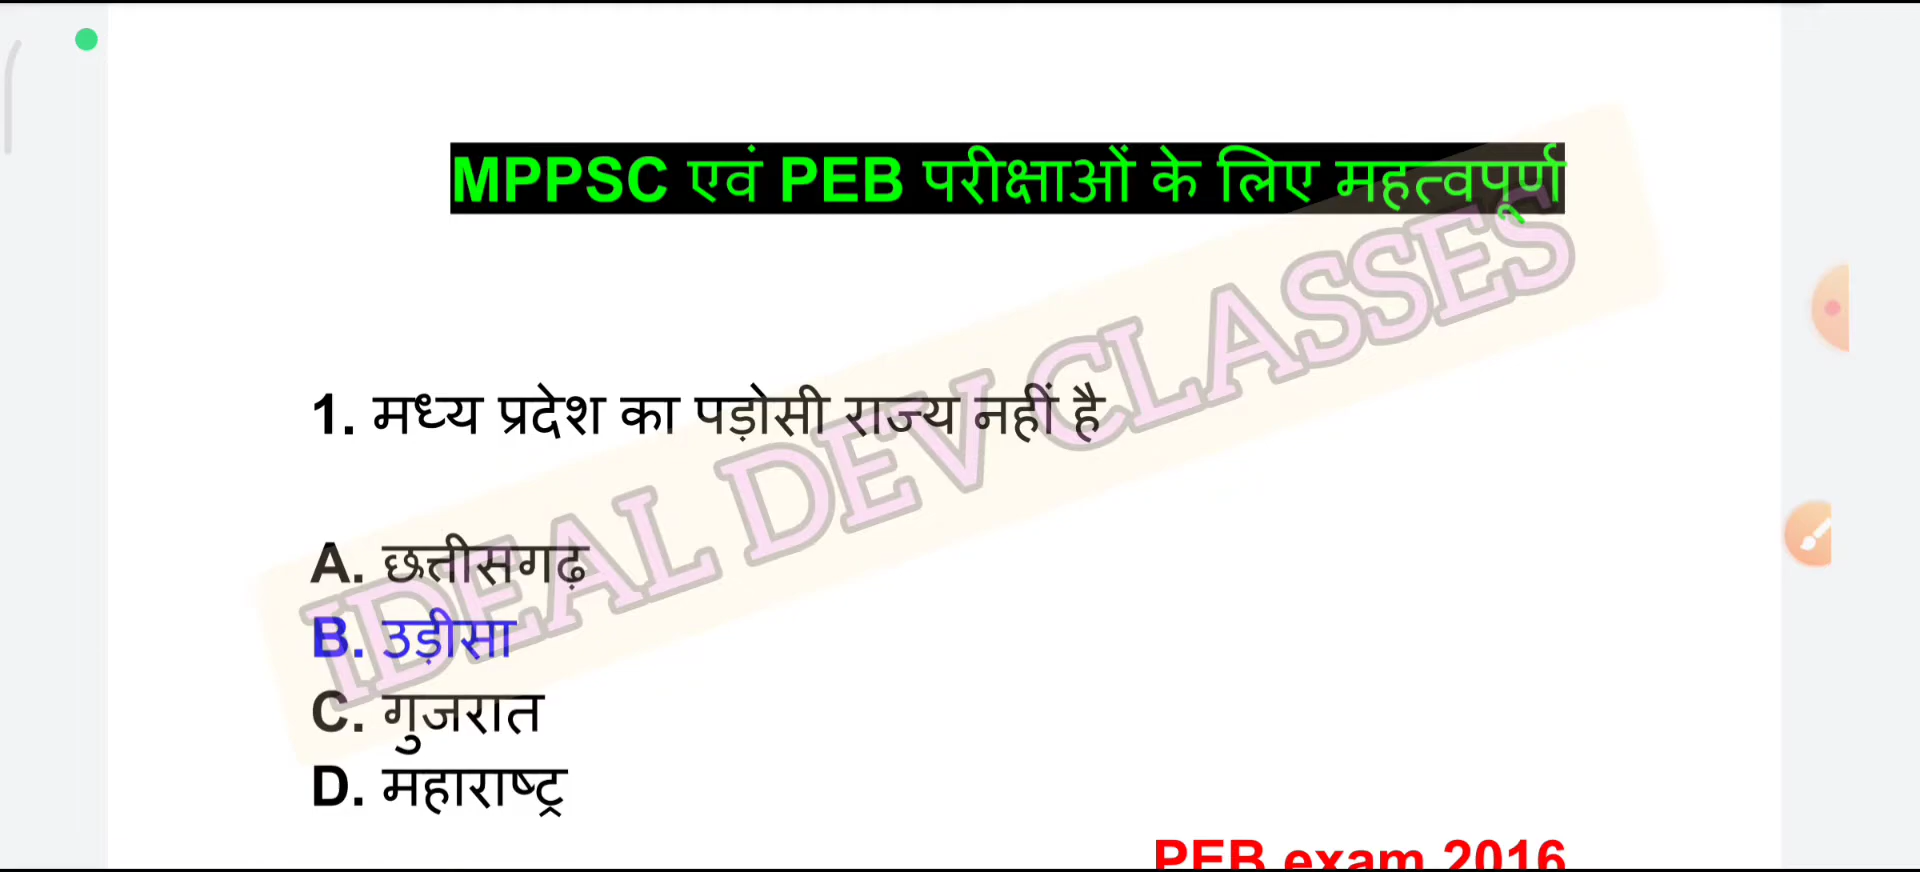 MPPSC एवं PEB परीक्षाओं के लिए महत्वपूर्ण
1. मध्य प्रदेश का पड़ोसी राज्य नहीं है
A. छत्तीसगढ़
B. उड़ीसा
C. गुजरात
D. महाराष्ट्र
IDEAL DEV CLASSES
PEB exam 2016